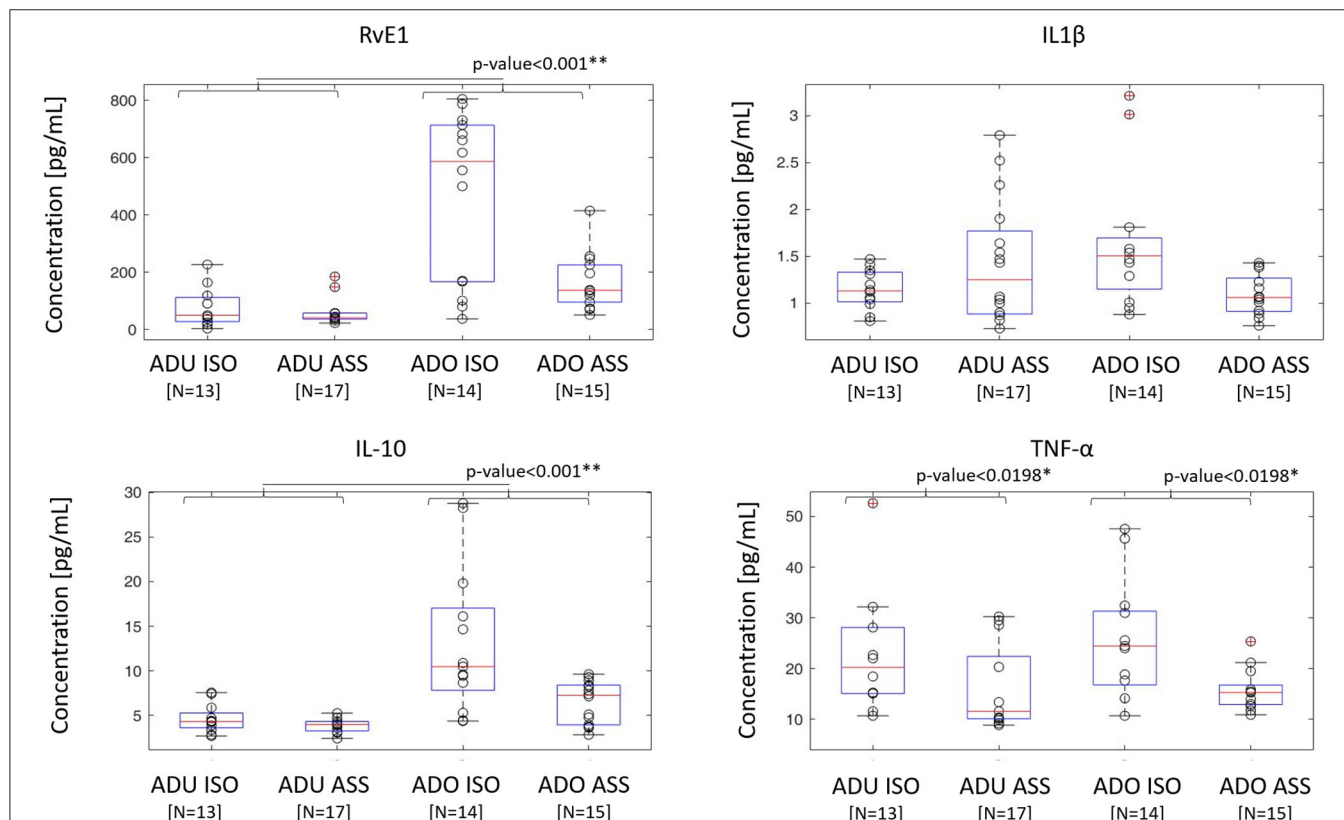 RvE1
p-value<0.001**
Concentration [pg/mL]
800
600
400
200
0
ADU ISO ADU ASS ADO ISO ADO ASS
[N=13] [N=17] [N=14] [N=15]
IL1β
Concentration [pg/mL]
3
2.5
2
1.5
1
ADU ISO ADU ASS ADO ISO ADO ASS
[N=13] [N=17] [N=14] [N=15]
IL-10
p-value<0.001**
Concentration [pg/mL]
30
25
20
15
10
5
ADU ISO ADU ASS ADO ISO ADO ASS
[N=13] [N=17] [N=14] [N=15]
TNF-α
p-value<0.0198* p-value<0.0198*
Concentration [pg/mL]
50
40
30
20
10
ADU ISO ADU ASS ADO ISO ADO ASS
[N=13] [N=17] [N=14] [N=15]